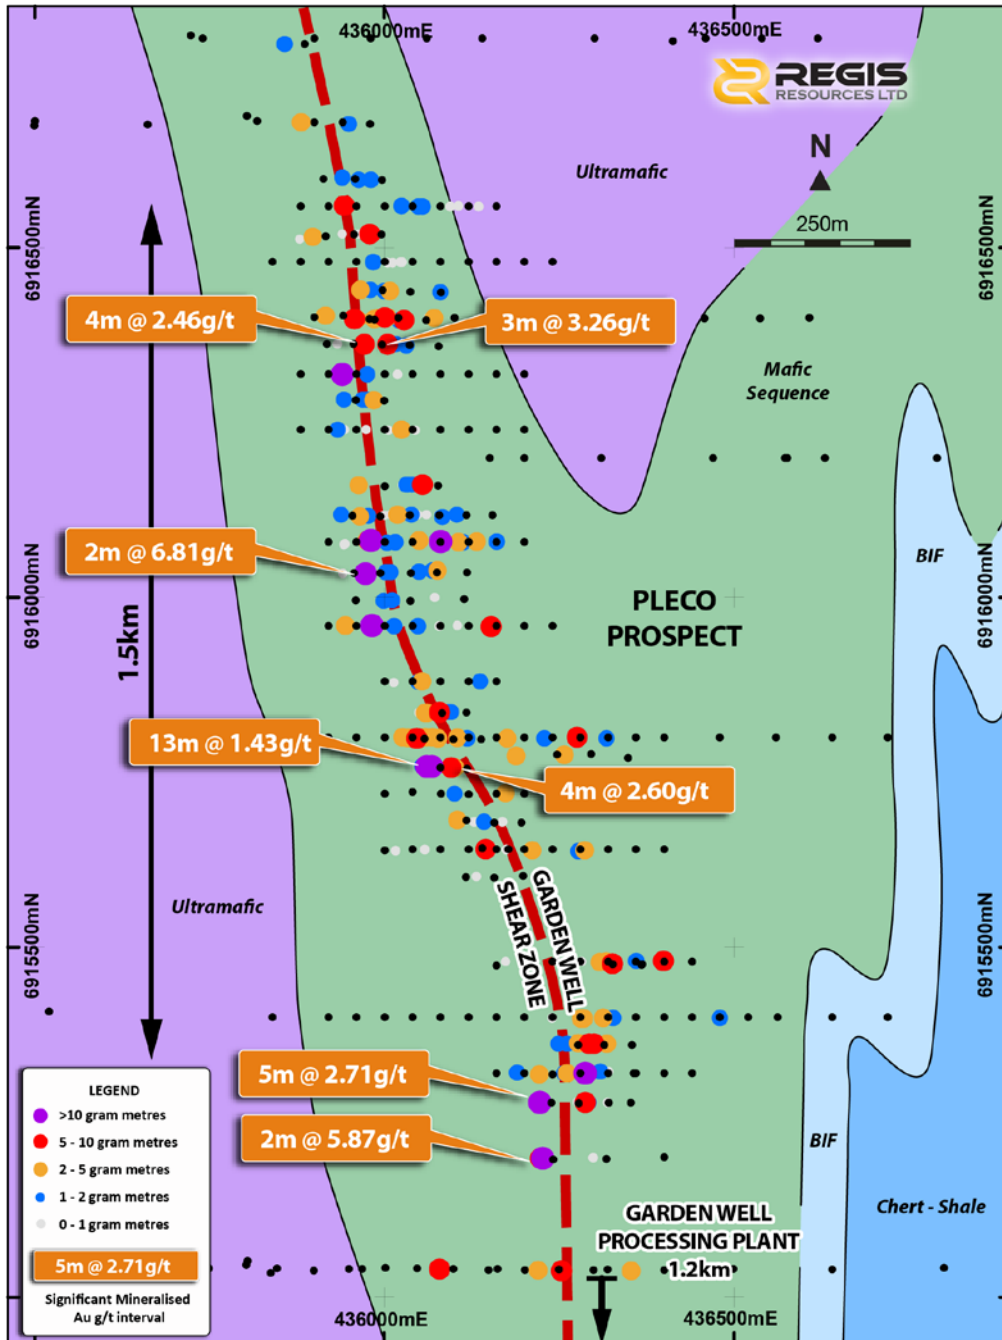 436000mE
436500mE
REGIS
RESOURCES LTD
N
250m
Ultramafic
6916500mN
6916500mN
4m @ 2.46g/t
3m @ 3.26g/t
Mafic
Sequence
2m @ 6.81g/t
BIF
PLECO
PROSPECT
6916000mN
6916000mN
1.5km
13m @ 1.43g/t
4m @ 2.60g/t
Ultramafic
GARDEN WELL
SHEAR ZONE
6915500mN
6915500mN
5m @ 2.71g/t
2m @ 5.87g/t
BIF
Chert - Shale
LEGEND
>10 gram metres
5 - 10 gram metres
2 - 5 gram metres
1 - 2 gram metres
0 - 1 gram metres
5m @ 2.71g/t
Significant Mineralised
Au g/t interval
GARDEN WELL
PROCESSING PLANT
1.2km
436000mE
436500mE